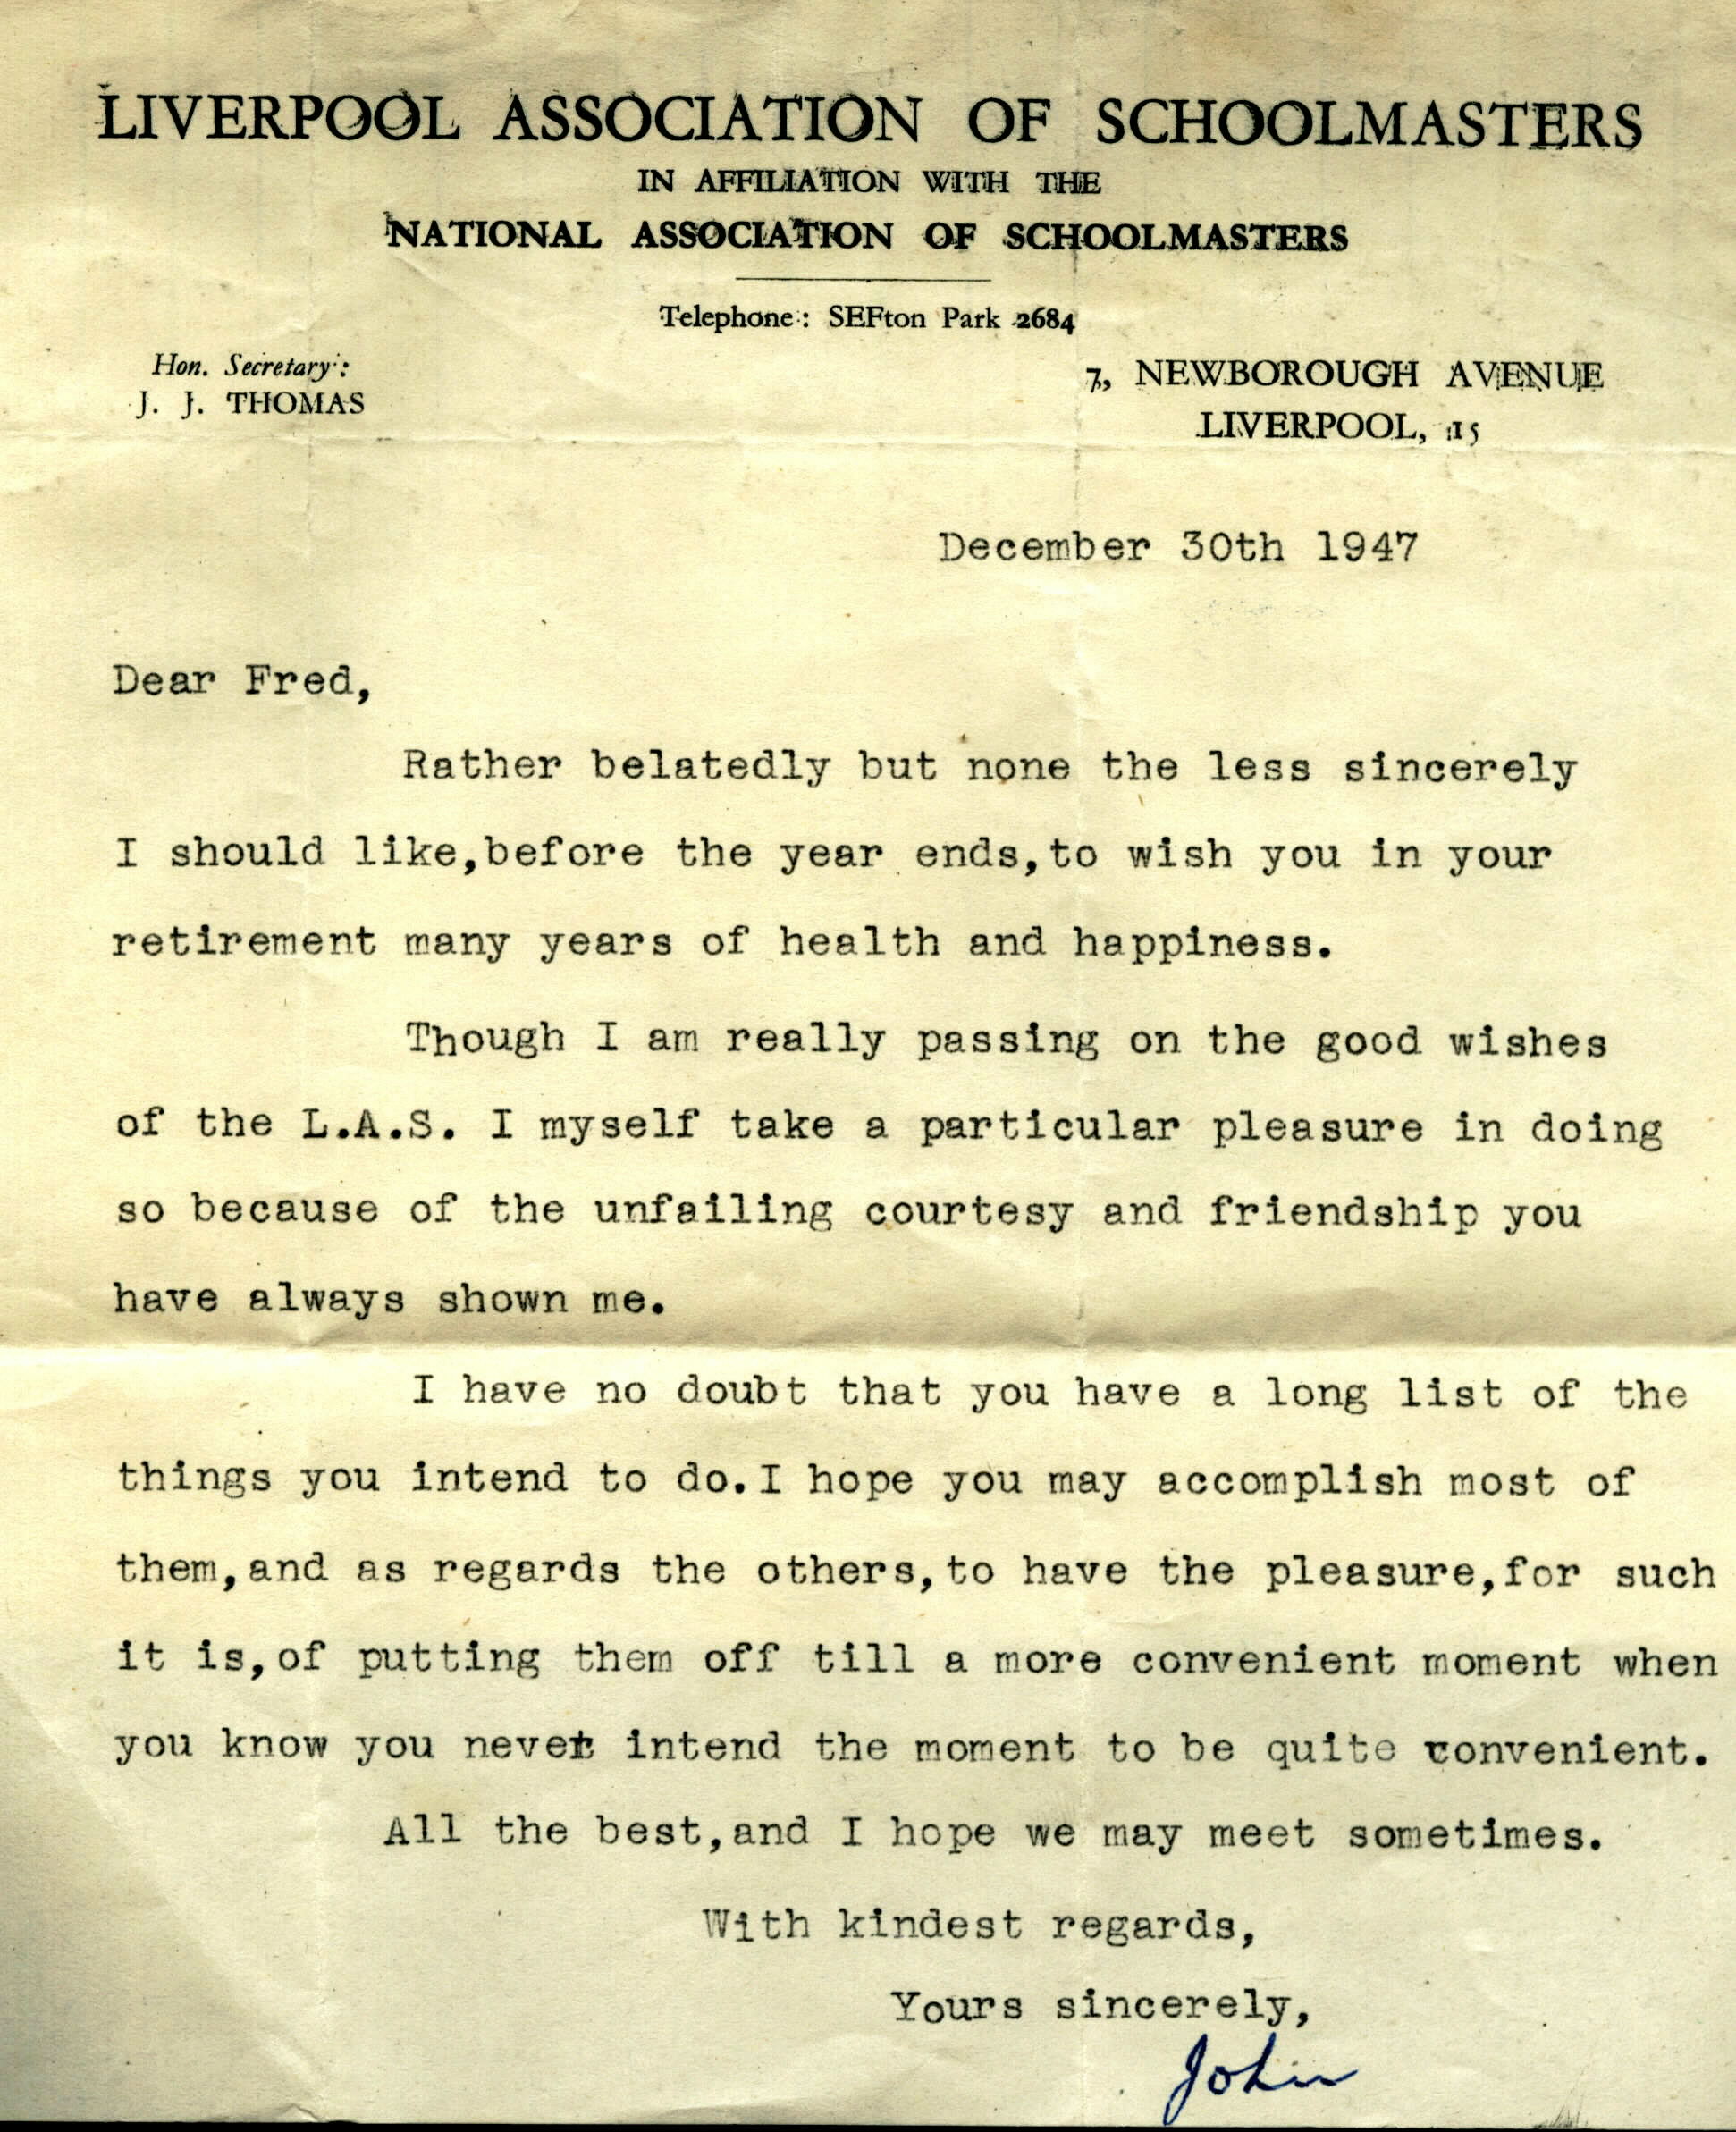 LIVERPOOL ASSOCIATION OF SCHOOLMASTERS
IN AFFILIATION WITH THE
NATIONAL ASSOCIATION OF SCHOOLMASTERS
Telephone: SEFton Park 2684
Hon. Secretary:
J. J. THOMAS
7, NEWBOROUGH AVENUE
LIVERPOOL, 15
December 30th 1947
Dear Fred,
Rather belatedly but none the less sincerely
I should like,before the year ends,to wish you in your
retirement many years of health and happiness.
Though I am really passing on the good wishes
of the L.A.S. I myself take a particular pleasure in doing
so because of the unfailing courtesy and friendship you
have always shown me.
I have no doubt that you have a long list of the
things you intend to do.I hope you may accomplish most of
them,and as regards the others,to have the pleasure,for such
it is,of putting them off till a more convenient moment when
you know you never intend the moment to be quite convenient.
All the best,and I hope we may meet sometimes.
With kindest regards,
Yours sincerely,
John